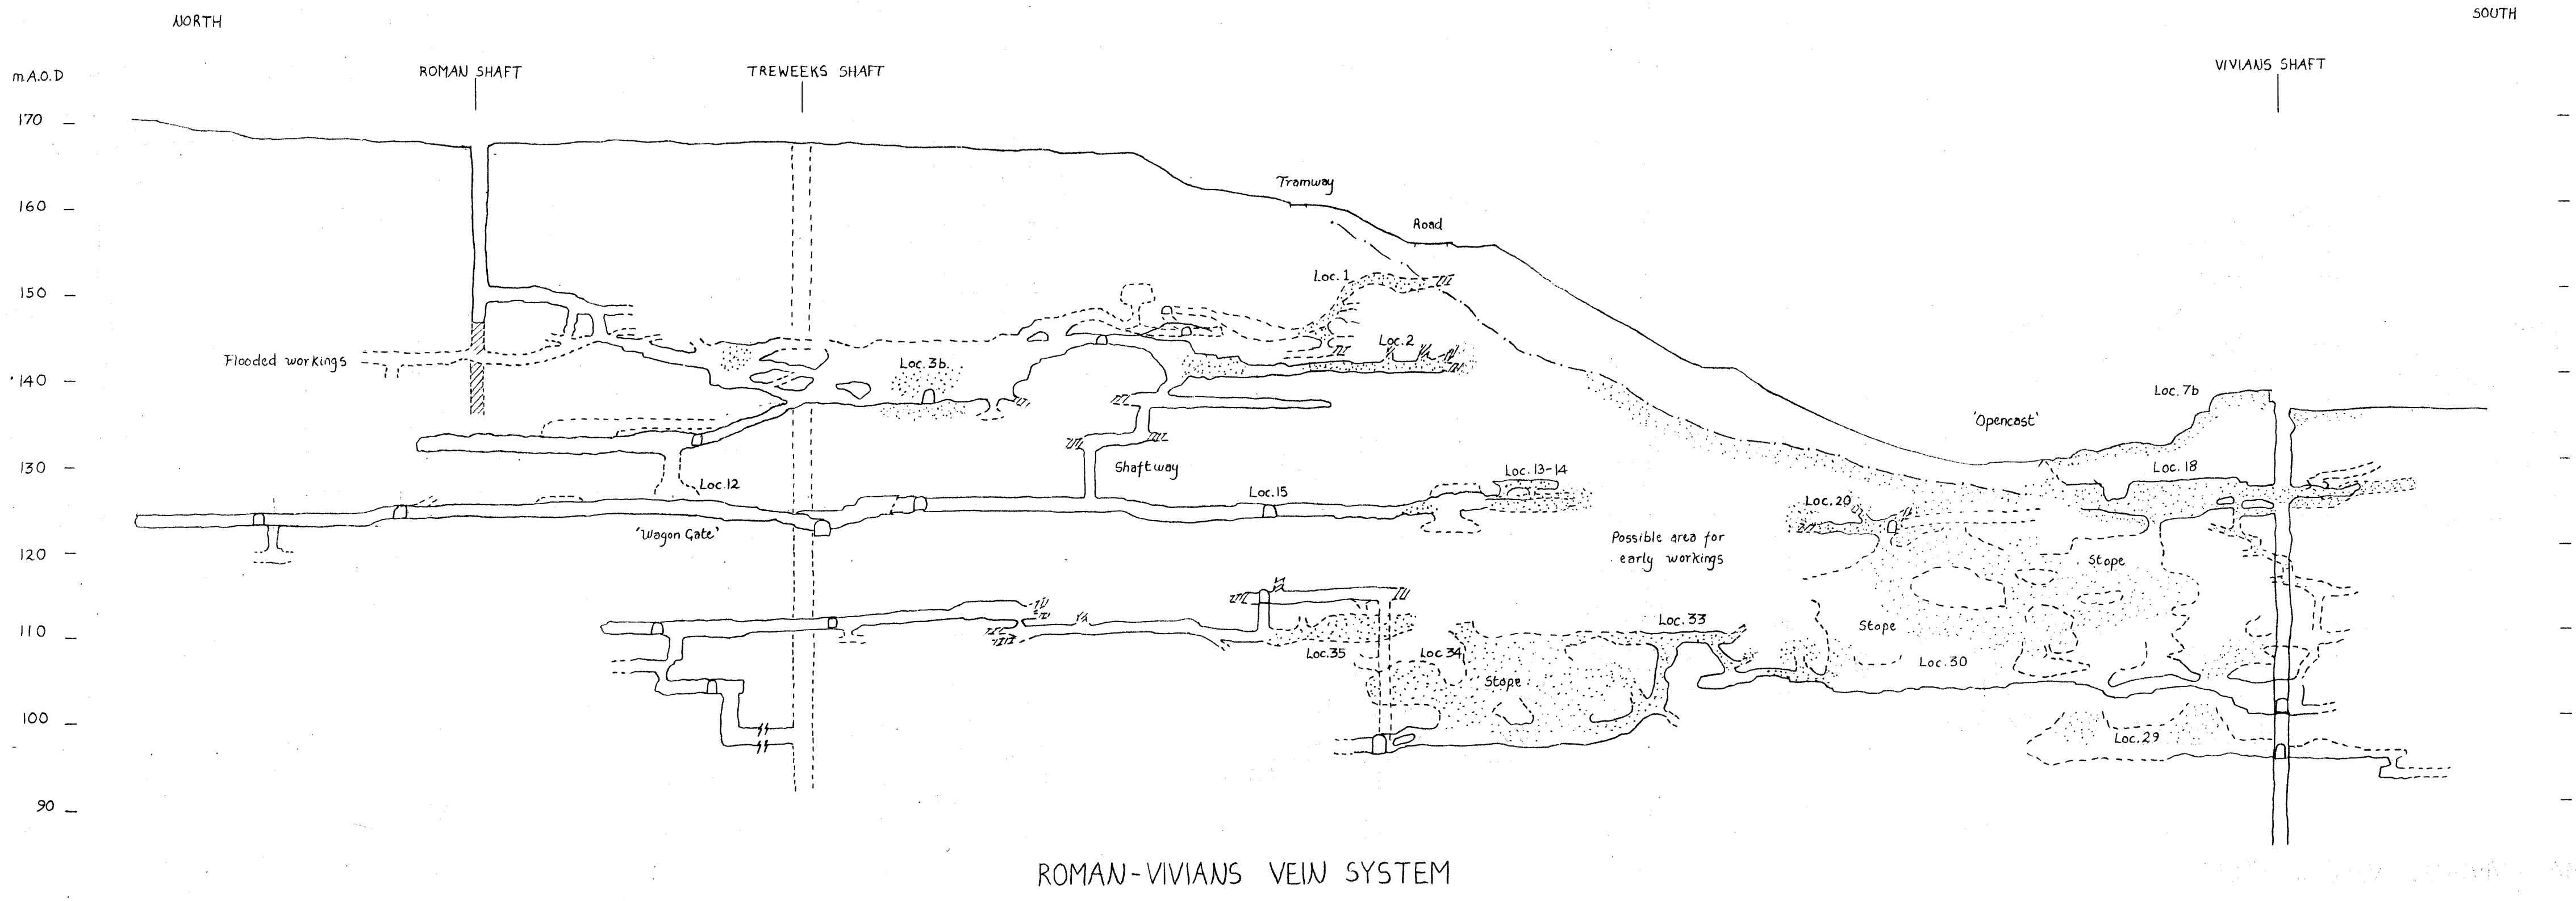 NORTH
SOUTH
m.A.O.D
ROMAN SHAFT
TREWEEKS SHAFT
VIVIANS SHAFT
170
160
150
140
130
120
110
100
90
Tramway
Road
Loc.1
Loc.2
Flooded workings
Loc.3b.
Loc.7b
'Opencast'
Shaftway
Loc.18
Loc.13-14
Loc.12
Loc.15
Loc.20
'Wagon Gate'
Possible area for
early workings
Stope
Loc.33
Stope
Loc.35
Loc 34
Loc.30
Stope
Loc.29
ROMAN-VIVIANS VEIN SYSTEM